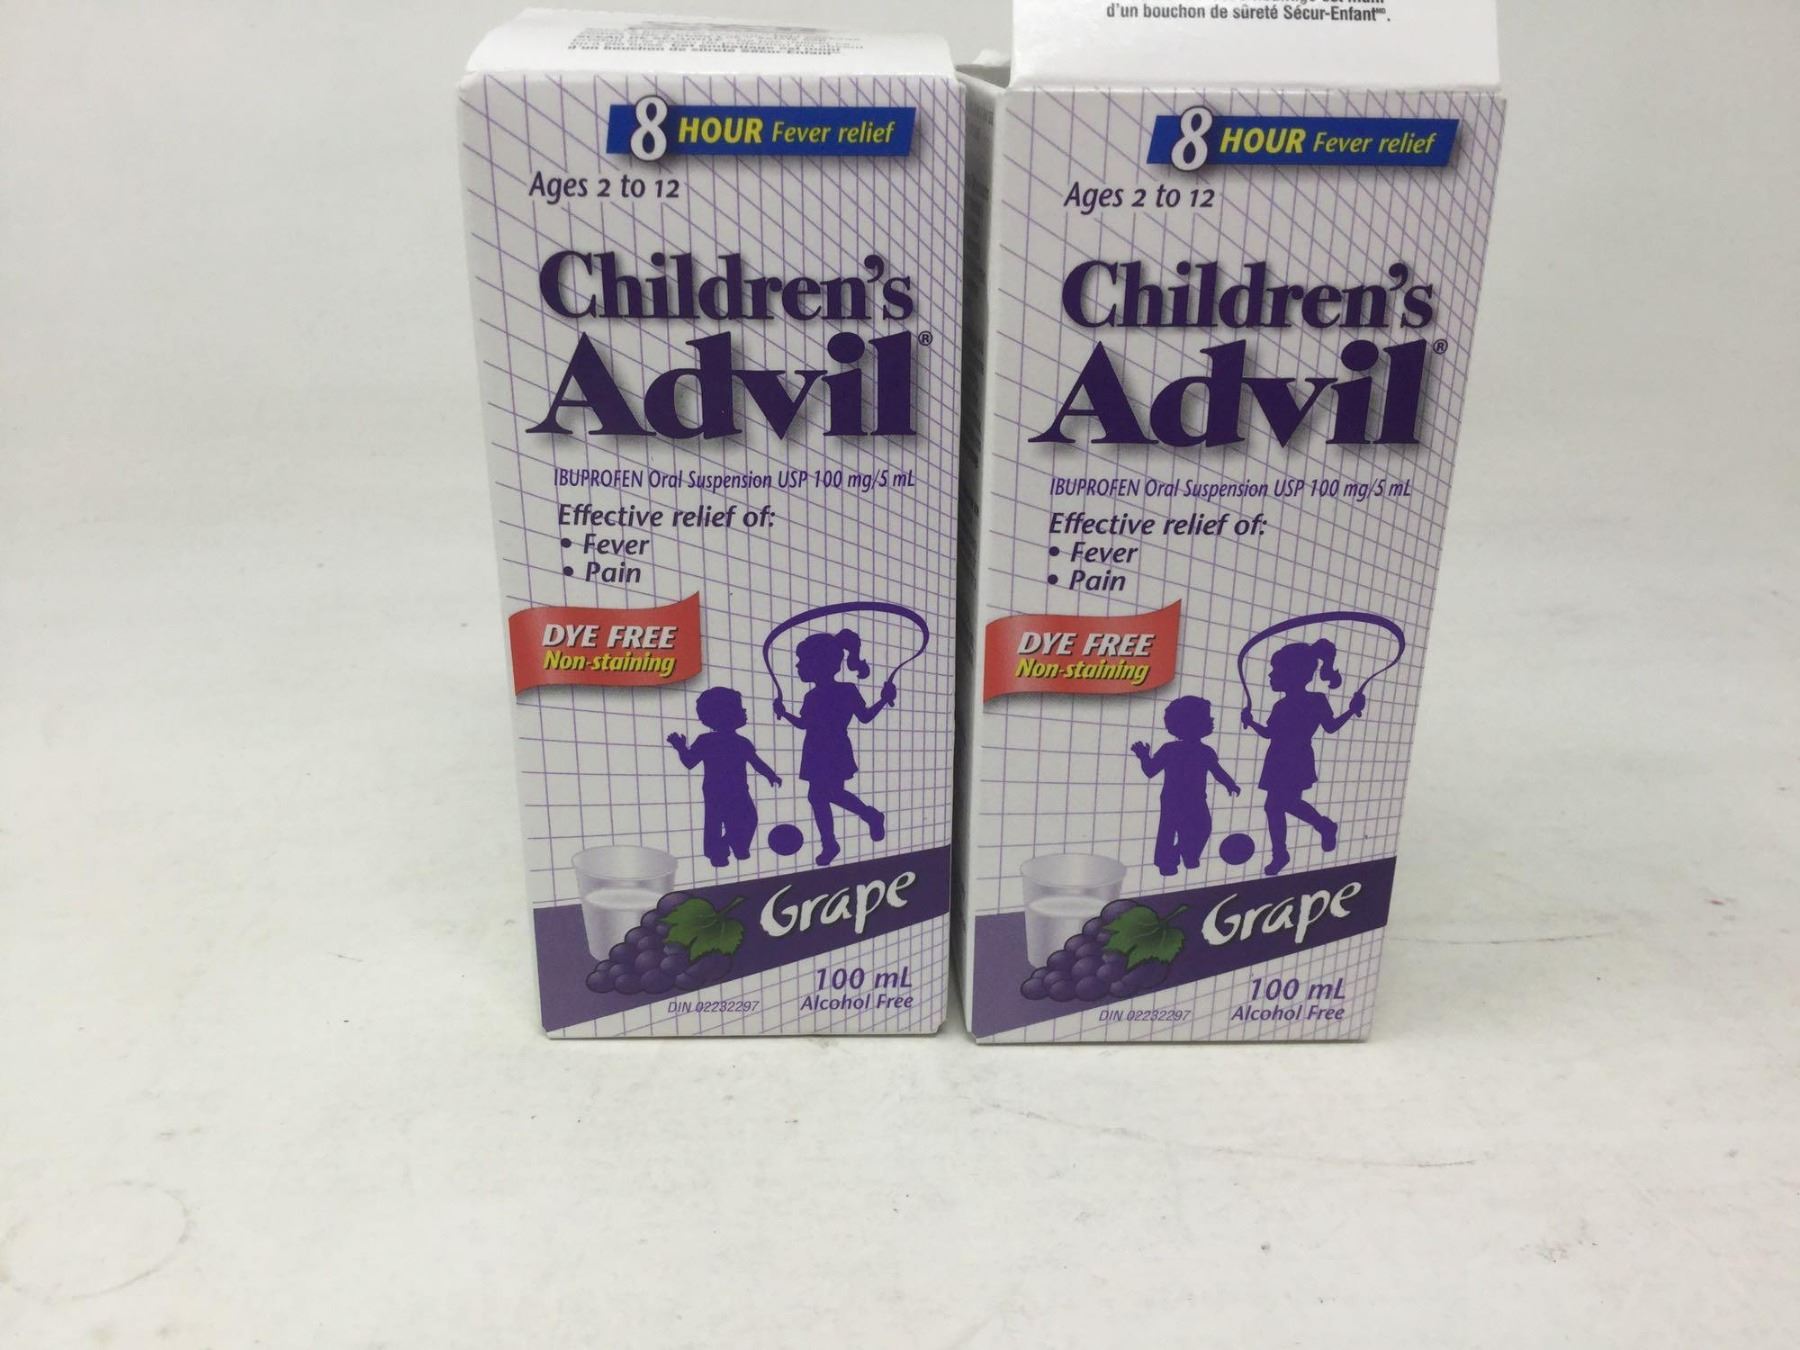 d'un bouchon de sûreté Sécur-Enfant
8 HOUR Fever relief
Ages 2 to 12
Children's
Advil®
IBUPROFEN Oral Suspension USP 100 mg/5 mL
Effective relief of:
• Fever
• Pain
DYE FREE
Non-staining
Grape
100 mL
DIN 02232297
Alcohol Free
8 HOUR Fever relief
Ages 2 to 12
Children's
Advil®
IBUPROFEN Oral Suspension USP 100 mg/5 mL
Effective relief of:
• Fever
• Pain
DYE FREE
Non-staining
Grape
100 mL
DIN 02232297
Alcohol Free